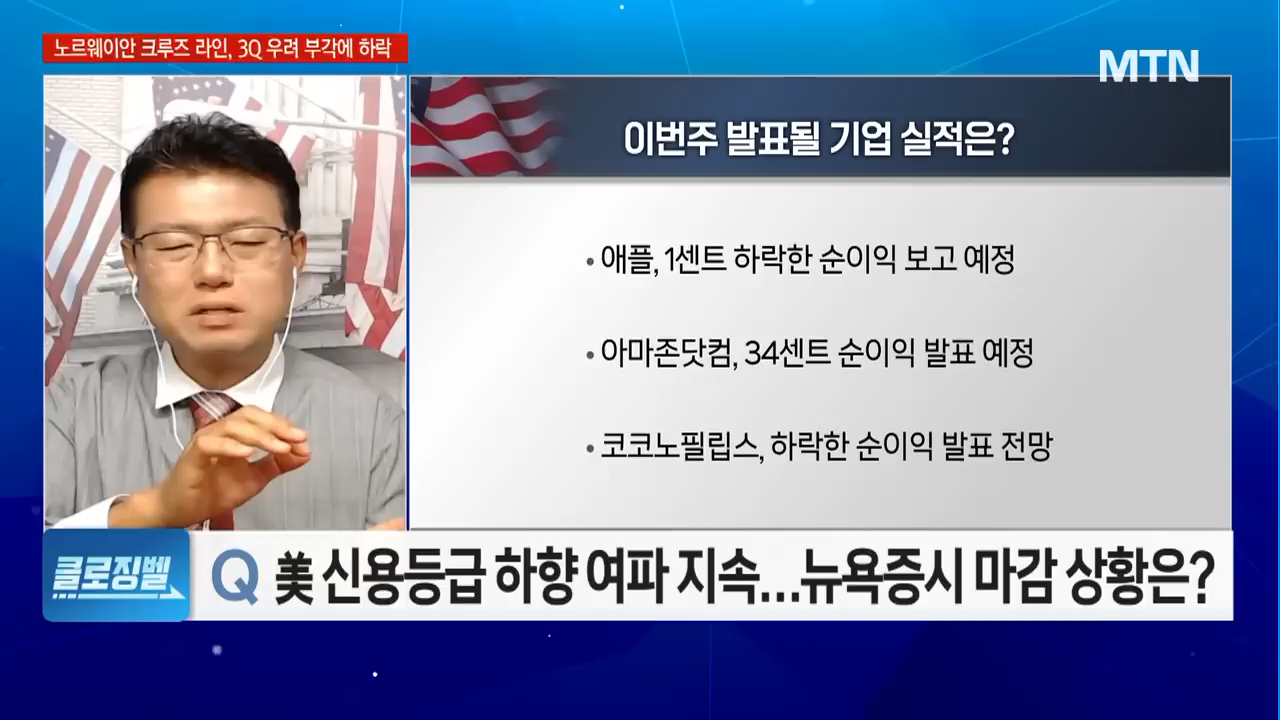 노르웨이안 크루즈 라인, 3Q 우려 부각에 하락
MTN
이번주 발표될 기업 실적은?
• 애플, 1센트 하락한 순이익 보고 예정
• 아마존닷컴, 34센트 순이익 발표 예정
• 코코노필립스, 하락한 순이익 발표 전망
클로징벨
Q 美 신용등급 하향 여파 지속...뉴욕증시 마감 상황은?